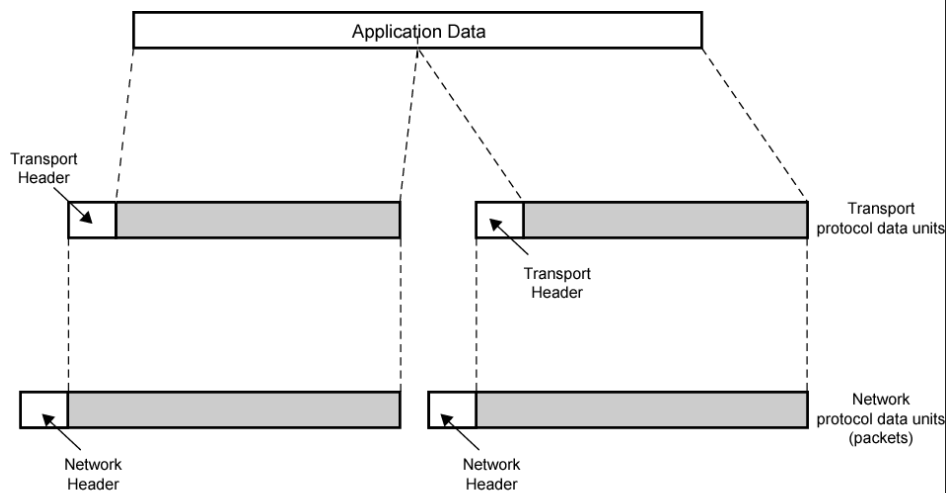 Application Data
Transport
Header
Transport
protocol data units
Transport
Header
Network
protocol data units
(packets)
Network
Header
Network
Header